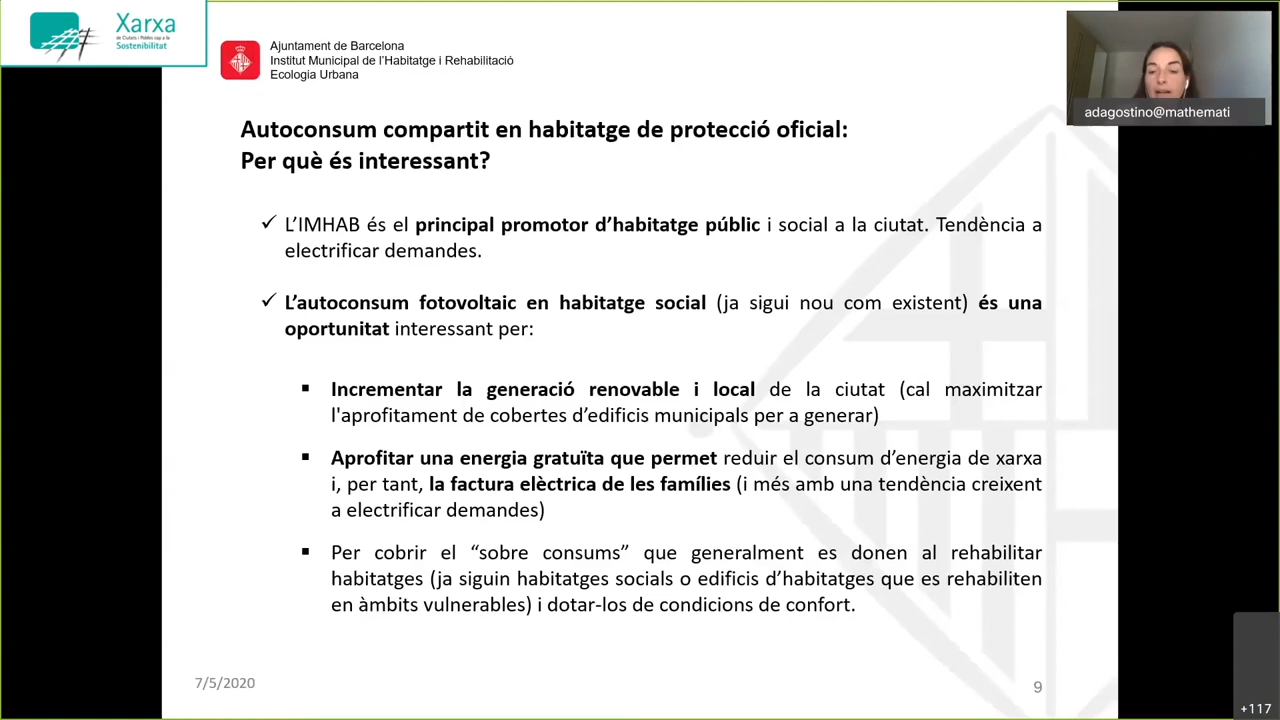 Xarxa
de Ciutats i Pobles cap a la
Sostenibilitat
Ajuntament de Barcelona
Institut Municipal de l'Habitatge i Rehabilitació
Ecologia Urbana
adagostino@mathemati
Autoconsum compartit en habitatge de protecció oficial:
Per què és interessant?
✓ L’IMHAB és el principal promotor d’habitatge públic i social a la ciutat. Tendència a
electrificar demandes.
✓ L’autoconsum fotovoltaic en habitatge social (ja sigui nou com existent) és una
oportunitat interessant per:
▪ Incrementar la generació renovable i local de la ciutat (cal maximitzar
l'aprofitament de cobertes d’edificis municipals per a generar)
▪ Aprofitar una energia gratuïta que permet reduir el consum d’energia de xarxa
i, per tant, la factura elèctrica de les famílies (i més amb una tendència creixent
a electrificar demandes)
▪ Per cobrir el “sobre consums” que generalment es donen al rehabilitar
habitatges (ja siguin habitatges socials o edificis d’habitatges que es rehabiliten
en àmbits vulnerables) i dotar-los de condicions de confort.
7/5/2020
9
+117